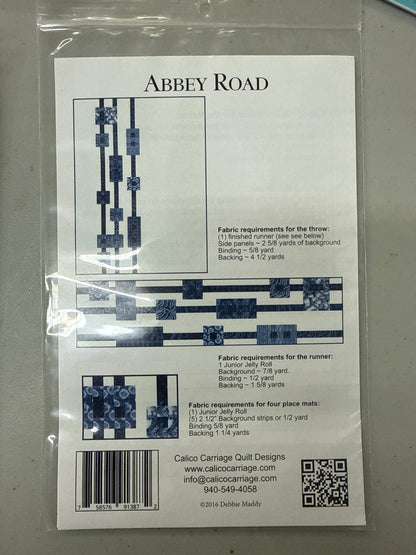 ABBEY ROAD
Fabric requirements for the throw:
(1) finished runner (see see below)
Side panels ~ 2 5/8 yards of background
Binding ~ 5/8 yard
Backing ~ 4 1/2 yards
Fabric requirements for the runner:
1 Junior Jelly Roll
Background ~ 7/8 yard.
Binding ~ 1/2 yard
Backing ~ 1 5/8 yards
Fabric requirements for four place mats:
(1) Junior Jelly Roll
(5) 2 1/2" Background strips or 1/2 yard
Binding 5/8 yard
Backing 1 1/4 yards
Calico Carriage Quilt Designs
www.calicocarriage.com
info@calicocarriage.com
940-549-4058
©2016 Debbie Maddy
7 58576 91387 2